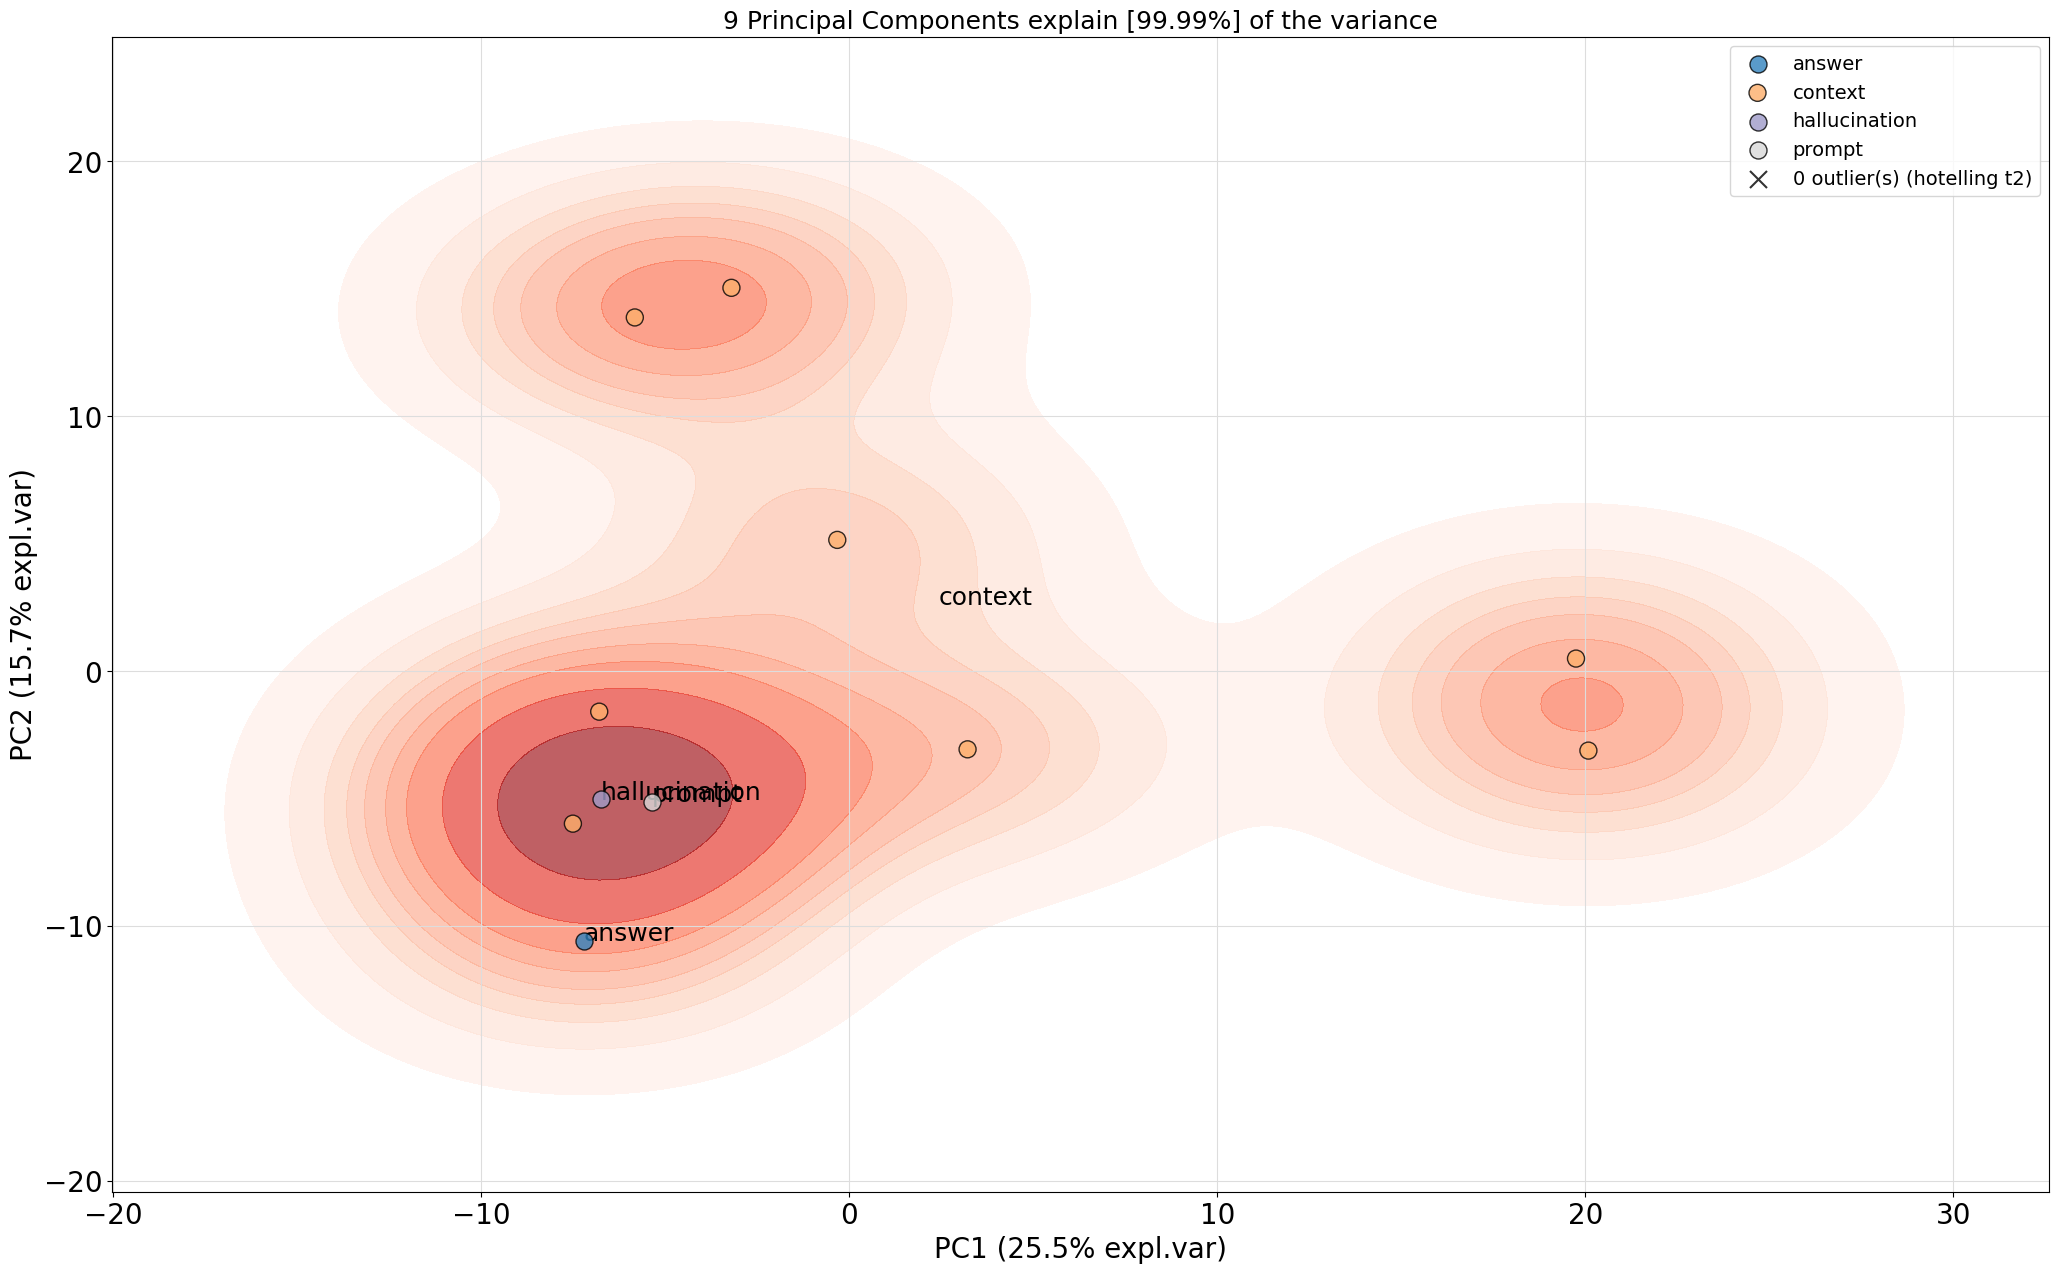 9 Principal Components explain [99.99%] of the variance
answer
context
hallucination
prompt
0 outlier(s) (hotelling t2)
PC2 (15.7% expl.var)
20
10
0
−10
−20
context
hallucination
prompt
answer
−20
−10
0
10
20
30
PC1 (25.5% expl.var)